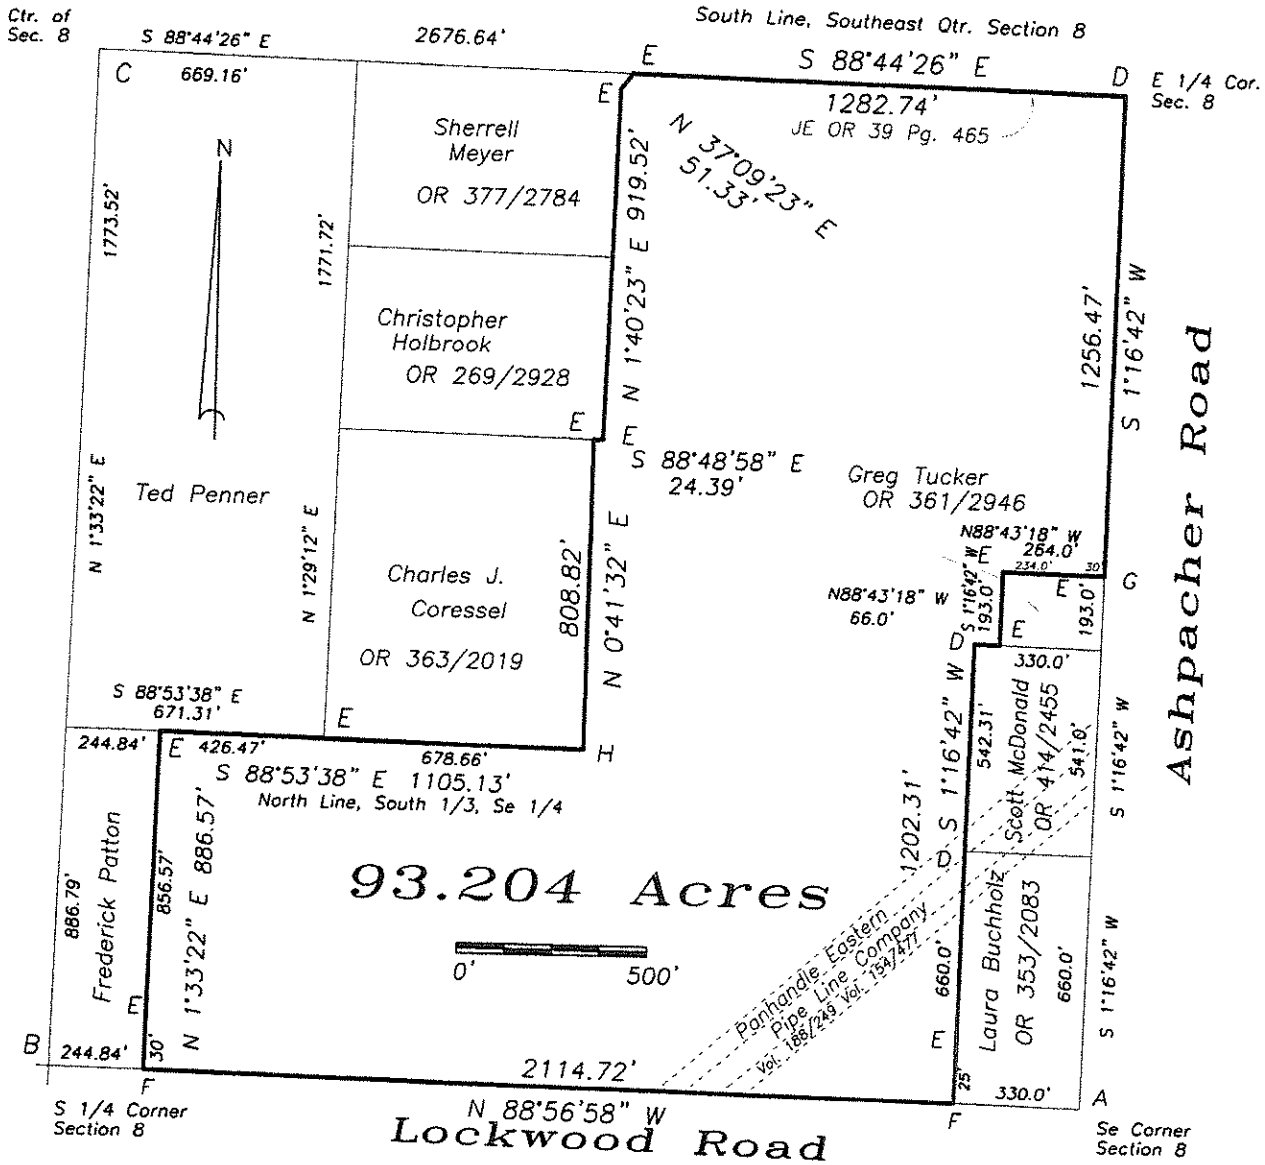 Ctr. of
Sec. 8
S 88°44'26" E
2676.64'
South Line, Southeast Qtr. Section 8
C
669.16'
E
S 88°44'26" E
D
E 1/4 Cor.
Sec. 8
E
1282.74'
JE OR 39 Pg. 465
N
Sherrell
Meyer
OR 377/2784
N 37°09'23" E
51.33'
1773.52'
1771.72'
N 1°40'23" E 919.52'
Christopher
Holbrook
OR 269/2928
1256.47'
S 1°16'42" W
Ashpacher Road
E
E
S 88°48'58" E
24.39'
Ted Penner
N 1°33'22" E
N 1°29'12" E
Greg Tucker
OR 361/2946
N88°43'18" W
264.0'
E
234.0'
30'
G
E
S 1°16'42" W
193.0'
193.0'
N88°43'18" W
66.0'
D
E
330.0'
Charles J.
Coressel
OR 363/2019
808.82'
N 0°41'32" E
S 88°53'38" E
671.31'
244.84'
E
426.47'
E
678.66'
H
S 88°53'38" E 1105.13'
North Line, South 1/3, Se 1/4
S 1°16'42" W
542.31'
Scott McDonald
OR 414/2455
541.0'
S 1°16'42" W
1202.31'
D
Frederick Patton
886.79'
856.57'
N 1°33'22" E 886.57'
93.204 Acres
0'
500'
Panhandle Eastern
Pipe Line Company
Vol. 188/249 Vol. 154/477
660.0'
Laura Buchholz
OR 353/2083
660.0'
S 1°16'42" W
E
E
B
244.84'
30'
F
2114.72'
N 88°56'58" W
25'
330.0'
A
F
S 1/4 Corner
Section 8
Lockwood Road
Se Corner
Section 8